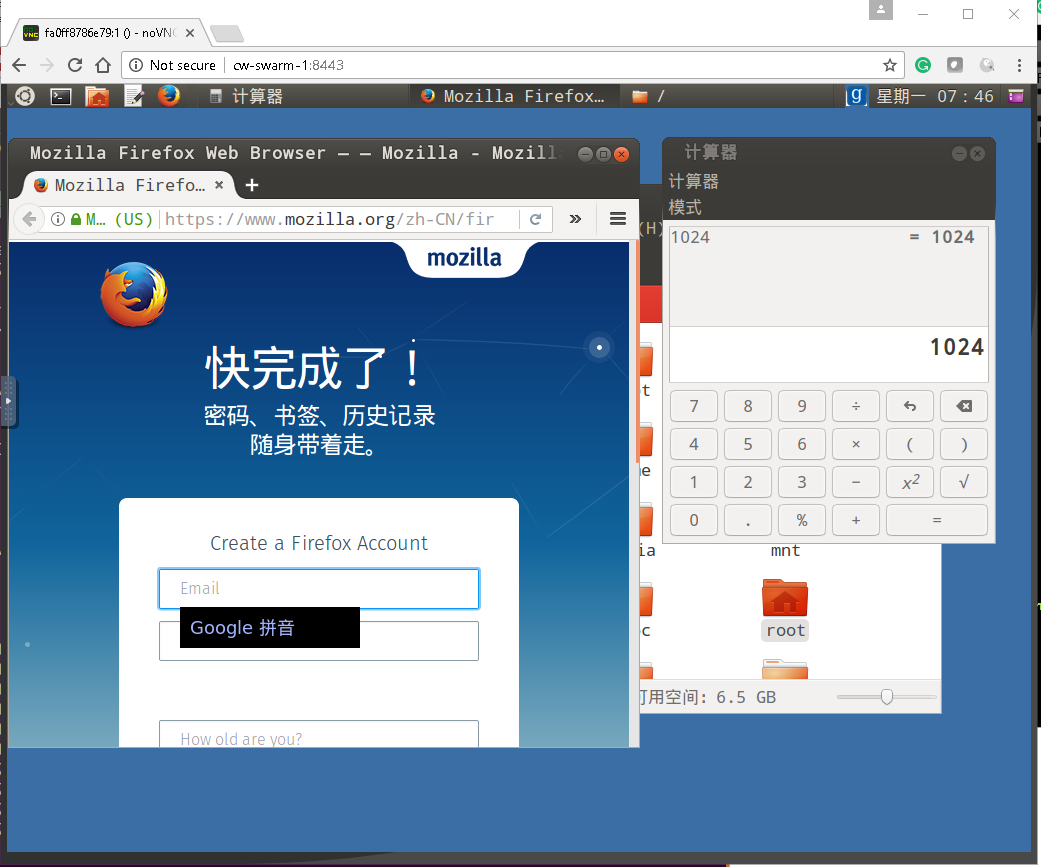 fa0ff8786e79:1 () - noVNC
Not secure
cw-swarm-1:8443
计算器
Mozilla Firefox…
/
g
星期一 07：46
Mozilla Firefox Web Browser — — Mozilla - Mozill
Mozilla Firefo…
M… (US)
https://www.mozilla.org/zh-CN/fir
mozilla
快完成了！
密码、书签、历史记录
随身带着走。
Create a Firefox Account
Email
Google 拼音
How old are you?
计算器
计算器
模式
(H)
1024 = 1024
1024
7 8 9 ÷
4 5 6 × ( )
1 2 3 − x² √
0 . % + =
mnt
root
可用空间: 6.5 GB